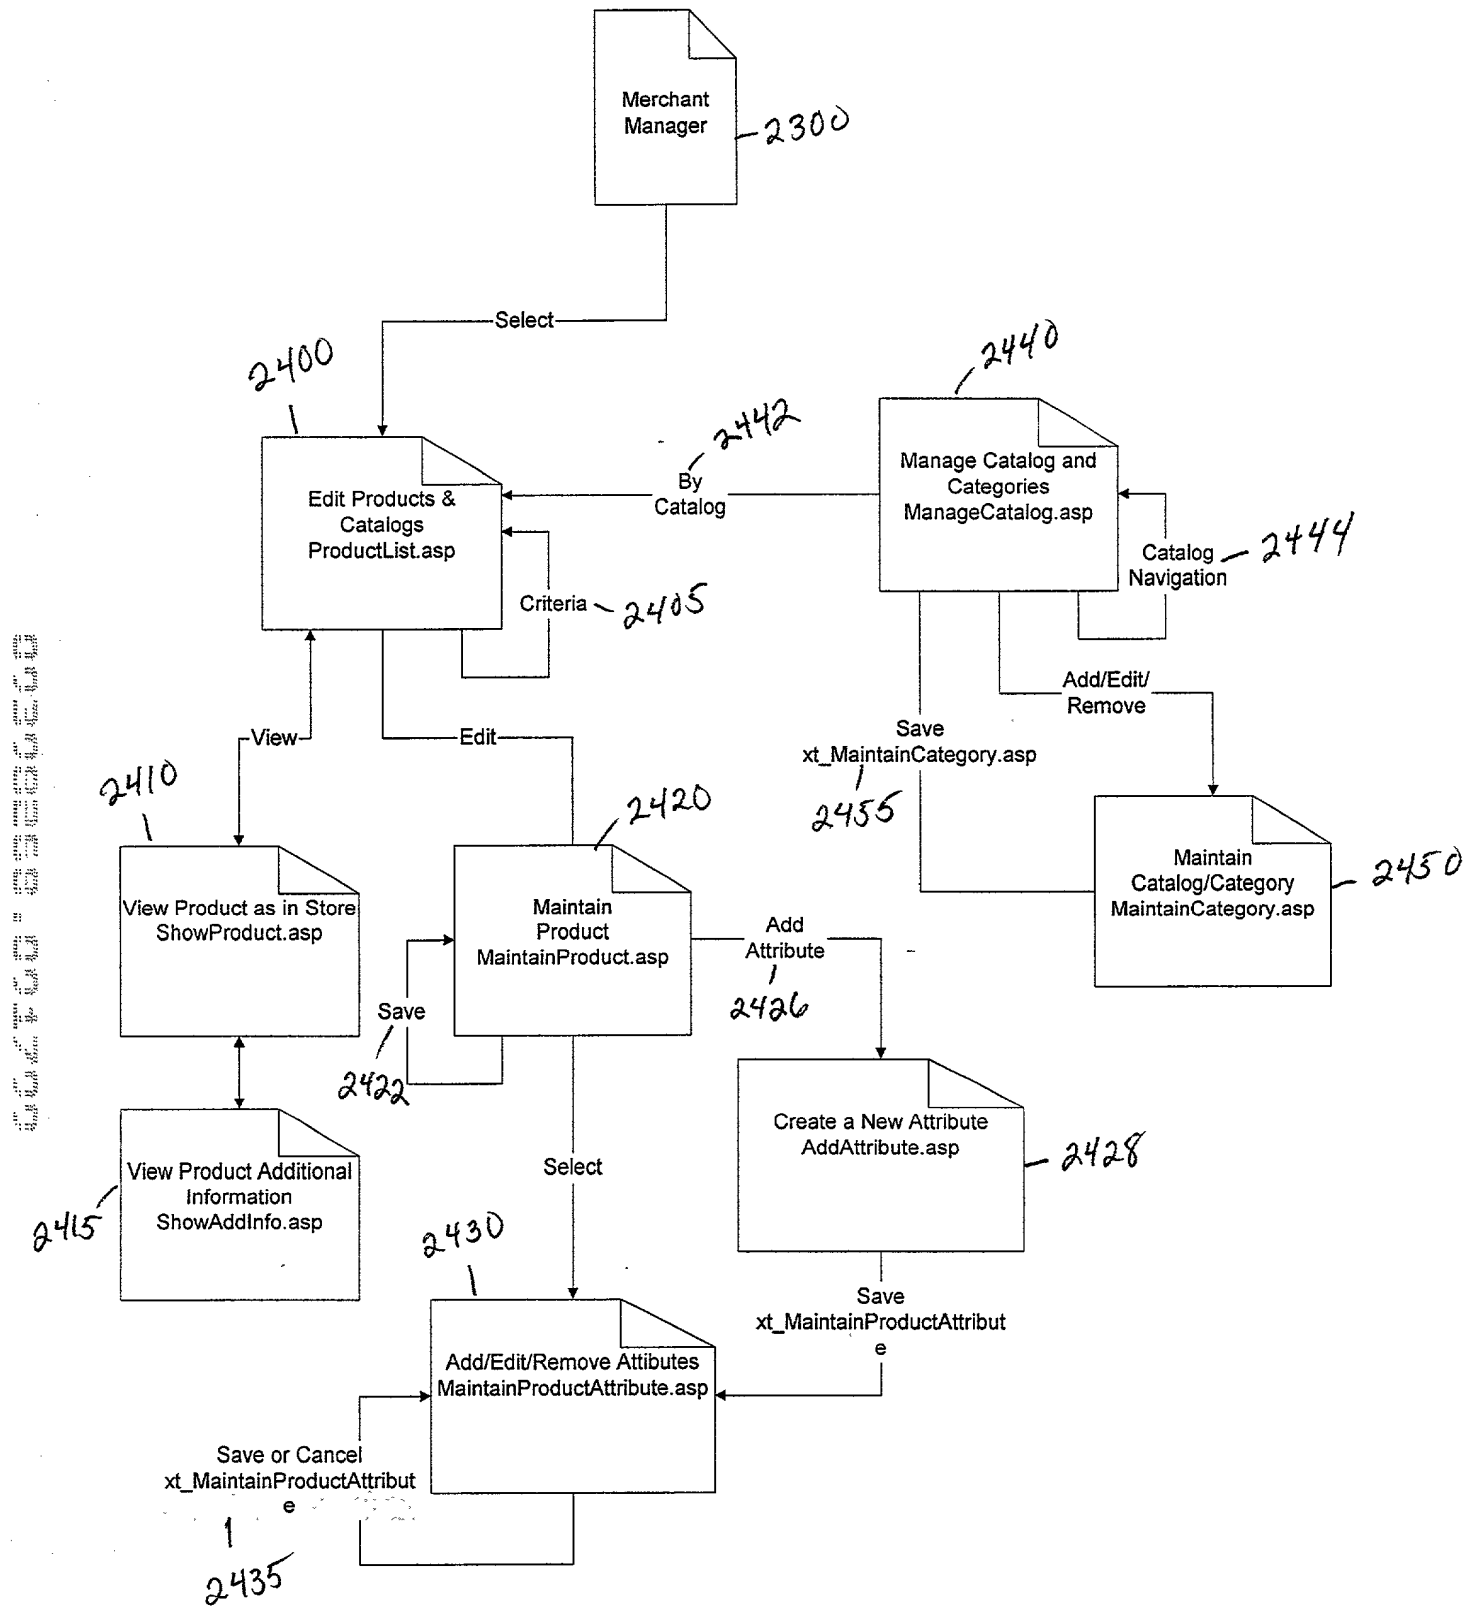 Merchant
Manager
2300
Select
2400
2440
2442
By
Catalog
Manage Catalog and
Categories
ManageCatalog.asp
Edit Products &
Catalogs
ProductList.asp
Catalog
Navigation
2444
Criteria
2405
Add/Edit/
Remove
Save
xt_MaintainCategory.asp
2455
View
Edit
2410
2420
Maintain
Catalog/Category
MaintainCategory.asp
2450
View Product as in Store
ShowProduct.asp
Maintain
Product
MaintainProduct.asp
Add
Attribute
2426
Save
2422
Create a New Attribute
AddAttribute.asp
2428
View Product Additional
Information
ShowAddInfo.asp
2415
Select
2430
Save
xt_MaintainProductAttribut
e
Add/Edit/Remove Attibutes
MaintainProductAttribute.asp
Save or Cancel
xt_MaintainProductAttribut
e
2435